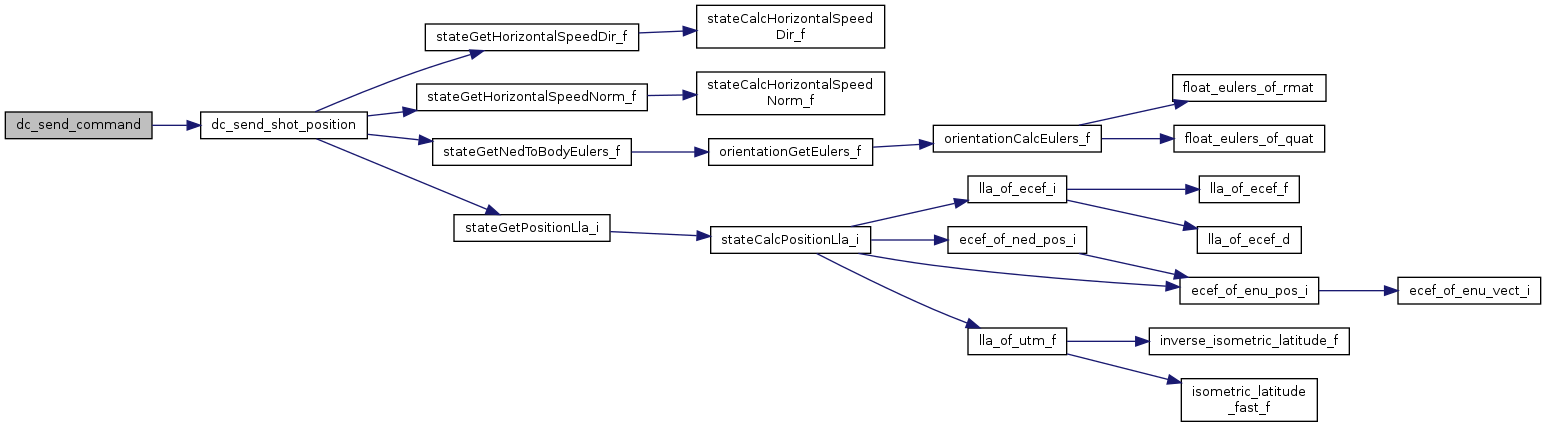 dc_send_command
dc_send_shot_position
stateGetHorizontalSpeedDir_f
stateCalcHorizontalSpeed
Dir_f
stateGetHorizontalSpeedNorm_f
stateCalcHorizontalSpeed
Norm_f
stateGetNedToBodyEulers_f
orientationGetEulers_f
orientationCalcEulers_f
float_eulers_of_rmat
float_eulers_of_quat
stateGetPositionLla_i
stateCalcPositionLla_i
lla_of_ecef_i
lla_of_ecef_f
lla_of_ecef_d
ecef_of_ned_pos_i
ecef_of_enu_pos_i
ecef_of_enu_vect_i
lla_of_utm_f
inverse_isometric_latitude_f
isometric_latitude
_fast_f